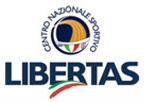 CENTRO NAZIONALE SPORTIVO
LIBERTAS